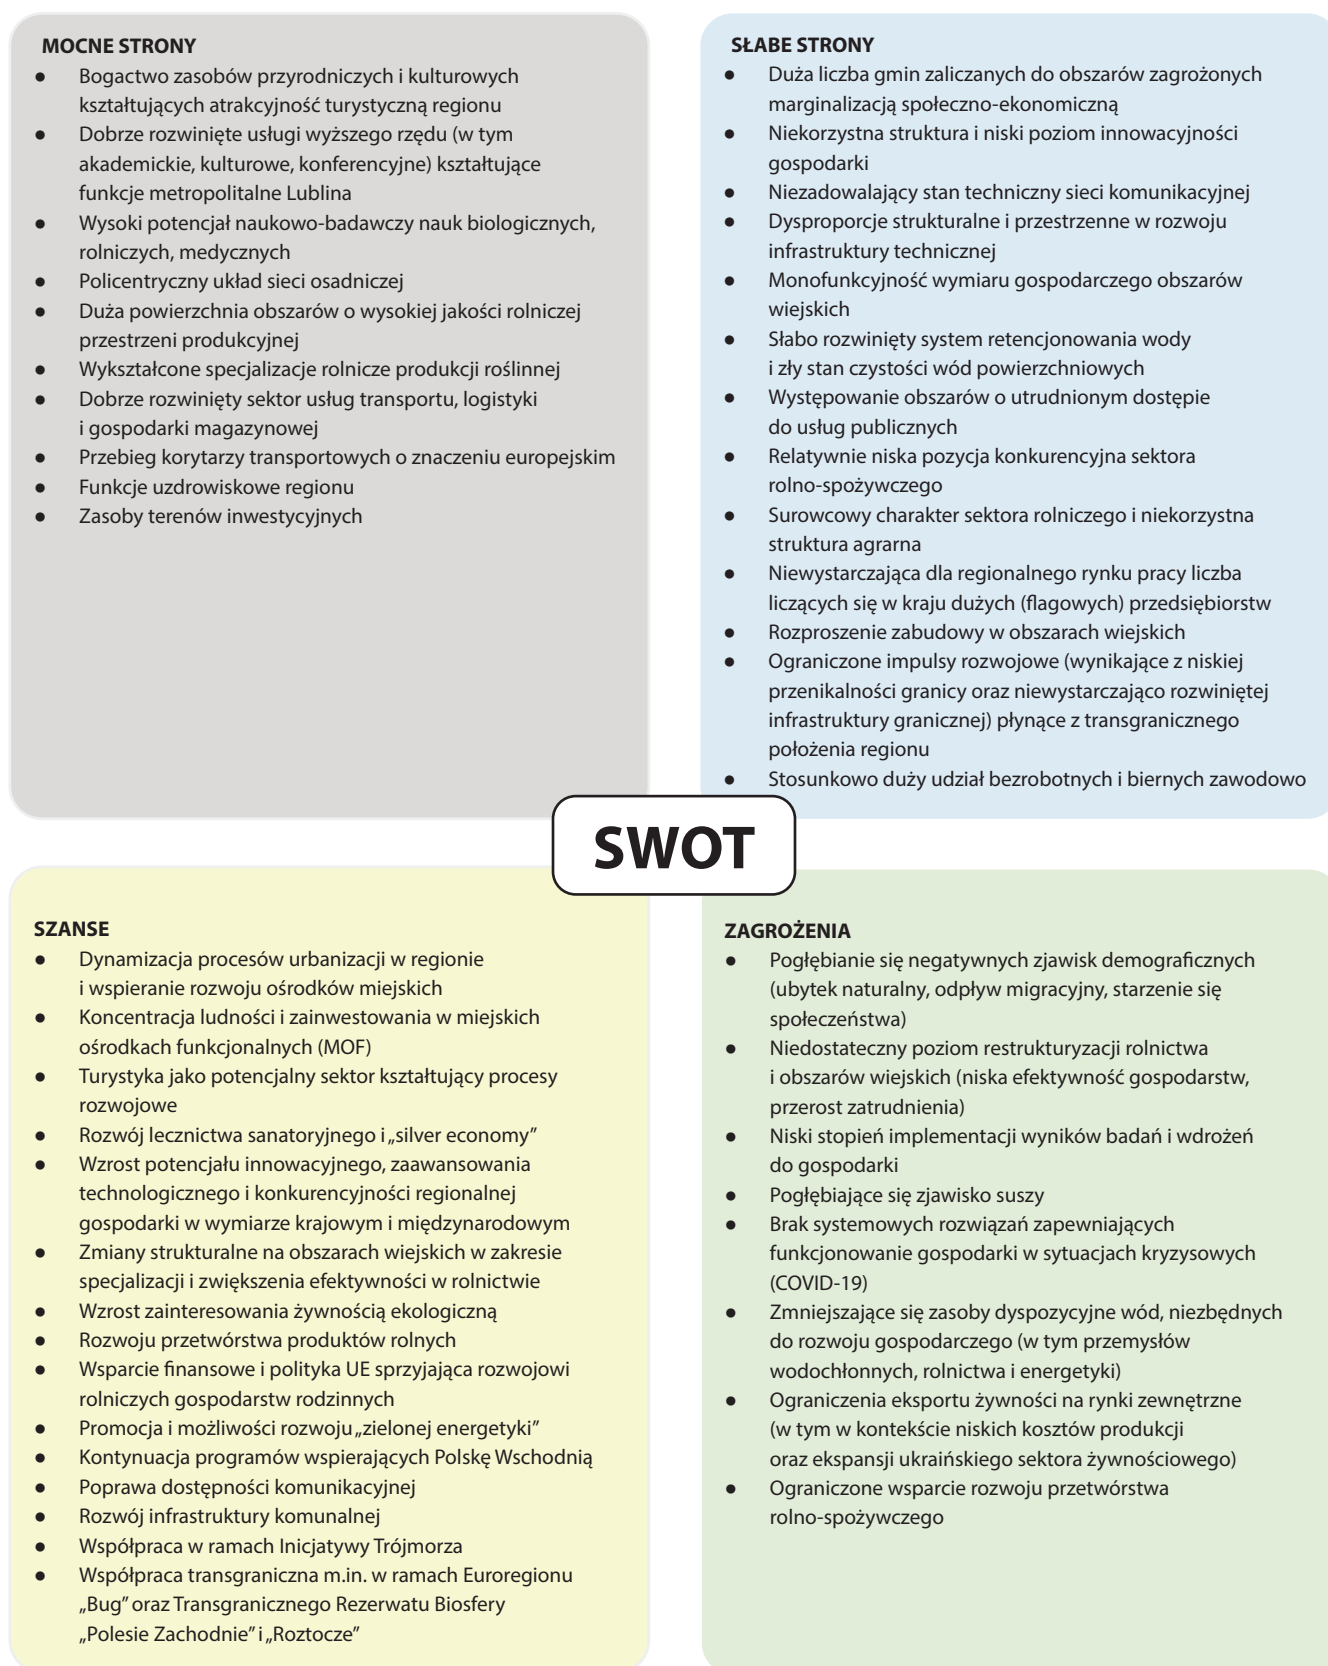 MOCNE STRONY
● Bogactwo zasobów przyrodniczych i kulturowych
kształtujących atrakcyjność turystyczną regionu
● Dobrze rozwinięte usługi wyższego rzędu (w tym
akademickie, kulturowe, konferencyjne) kształtujące
funkcje metropolitalne Lublina
● Wysoki potencjał naukowo-badawczy nauk biologicznych,
rolniczych, medycznych
● Policentryczny układ sieci osadniczej
● Duża powierzchnia obszarów o wysokiej jakości rolniczej
przestrzeni produkcyjnej
● Wykształcone specjalizacje rolnicze produkcji roślinnej
● Dobrze rozwinięty sektor usług transportu, logistyki
i gospodarki magazynowej
● Przebieg korytarzy transportowych o znaczeniu europejskim
● Funkcje uzdrowiskowe regionu
● Zasoby terenów inwestycyjnych
SŁABE STRONY
● Duża liczba gmin zaliczanych do obszarów zagrożonych
marginalizacją społeczno-ekonomiczną
● Niekorzystna struktura i niski poziom innowacyjności
gospodarki
● Niezadowalający stan techniczny sieci komunikacyjnej
● Dysproporcje strukturalne i przestrzenne w rozwoju
infrastruktury technicznej
● Monofunkcyjność wymiaru gospodarczego obszarów
wiejskich
● Słabo rozwinięty system retencjonowania wody
i zły stan czystości wód powierzchniowych
● Występowanie obszarów o utrudnionym dostępie
do usług publicznych
● Relatywnie niska pozycja konkurencyjna sektora
rolno-spożywczego
● Surowcowy charakter sektora rolniczego i niekorzystna
struktura agrarna
● Niewystarczająca dla regionalnego rynku pracy liczba
liczących się w kraju dużych (flagowych) przedsiębiorstw
● Rozproszenie zabudowy w obszarach wiejskich
● Ograniczone impulsy rozwojowe (wynikające z niskiej
przenikalności granicy oraz niewystarczająco rozwiniętej
infrastruktury granicznej) płynące z transgranicznego
położenia regionu
● Stosunkowo duży udział bezrobotnych i biernych zawodowo
SWOT
SZANSE
● Dynamizacja procesów urbanizacji w regionie
i wspieranie rozwoju ośrodków miejskich
● Koncentracja ludności i zainwestowania w miejskich
ośrodkach funkcjonalnych (MOF)
● Turystyka jako potencjalny sektor kształtujący procesy
rozwojowe
● Rozwój lecznictwa sanatoryjnego i „silver economy”
● Wzrost potencjału innowacyjnego, zaawansowania
technologicznego i konkurencyjności regionalnej
gospodarki w wymiarze krajowym i międzynarodowym
● Zmiany strukturalne na obszarach wiejskich w zakresie
specjalizacji i zwiększenia efektywności w rolnictwie
● Wzrost zainteresowania żywnością ekologiczną
● Rozwoju przetwórstwa produktów rolnych
● Wsparcie finansowe i polityka UE sprzyjająca rozwojowi
rolniczych gospodarstw rodzinnych
● Promocja i możliwości rozwoju „zielonej energetyki”
● Kontynuacja programów wspierających Polskę Wschodnią
● Poprawa dostępności komunikacyjnej
● Rozwój infrastruktury komunalnej
● Współpraca w ramach Inicjatywy Trójmorza
● Współpraca transgraniczna m.in. w ramach Euroregionu
„Bug” oraz Transgranicznego Rezerwatu Biosfery
„Polesie Zachodnie” i „Roztocze”
ZAGROŻENIA
● Pogłębianie się negatywnych zjawisk demograficznych
(ubytek naturalny, odpływ migracyjny, starzenie się
społeczeństwa)
● Niedostateczny poziom restrukturyzacji rolnictwa
i obszarów wiejskich (niska efektywność gospodarstw,
przerost zatrudnienia)
● Niski stopień implementacji wyników badań i wdrożeń
do gospodarki
● Pogłębiające się zjawisko suszy
● Brak systemowych rozwiązań zapewniających
funkcjonowanie gospodarki w sytuacjach kryzysowych
(COVID-19)
● Zmniejszające się zasoby dyspozycyjne wód, niezbędnych
do rozwoju gospodarczego (w tym przemysłów
wodochłonnych, rolnictwa i energetyki)
● Ograniczenia eksportu żywności na rynki zewnętrzne
(w tym w kontekście niskich kosztów produkcji
oraz ekspansji ukraińskiego sektora żywnościowego)
● Ograniczone wsparcie rozwoju przetwórstwa
rolno-spożywczego